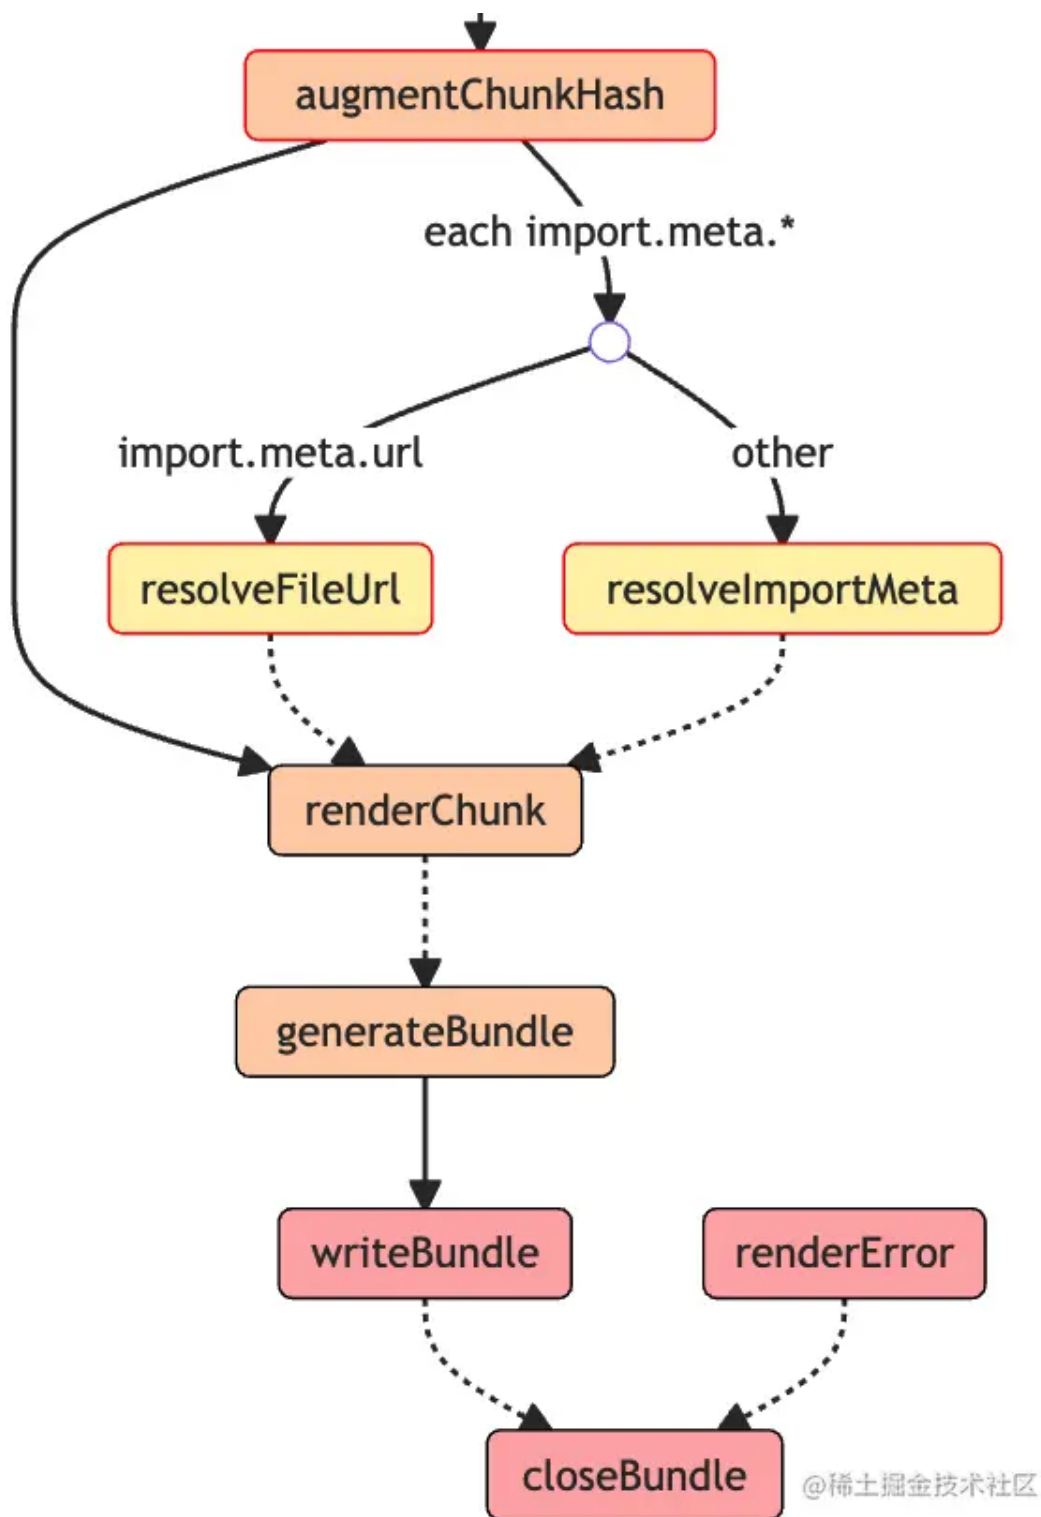 augmentChunkHash
each import.meta.*
import.meta.url
other
resolveFileUrl
resolveImportMeta
renderChunk
generateBundle
writeBundle
renderError
closeBundle
@稀土掘金技术社区